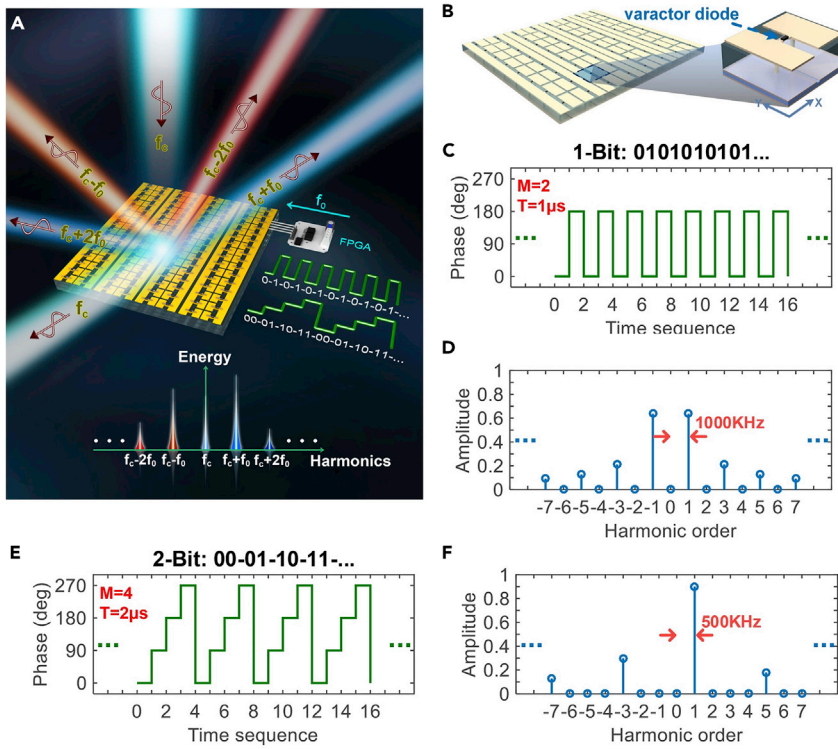 A
fc
fc-f0
fc-2f0
fc+f0
fc+2f0
fc
f0
FPGA
0-1-0-1-0-1-0-1-0-1-0-1-...
00-01-10-11-00-01-10-11-...
Energy
fc-2f0 fc-f0 fc fc+f0 fc+2f0
Harmonics
B
varactor diode
Y X
C
1-Bit: 0101010101...
M=2
T=1μs
Phase (deg)
270
180
90
0
0 2 4 6 8 10 12 14 16
Time sequence
D
Amplitude
1
0.8
0.6
0.4
0.2
0
1000KHz
-7 -6 -5 -4 -3 -2 -1 0 1 2 3 4 5 6 7
Harmonic order
E
2-Bit: 00-01-10-11-...
M=4
T=2μs
Phase (deg)
270
180
90
0
0 2 4 6 8 10 12 14 16
Time sequence
F
Amplitude
1
0.8
0.6
0.4
0.2
0
500KHz
-7 -6 -5 -4 -3 -2 -1 0 1 2 3 4 5 6 7
Harmonic order